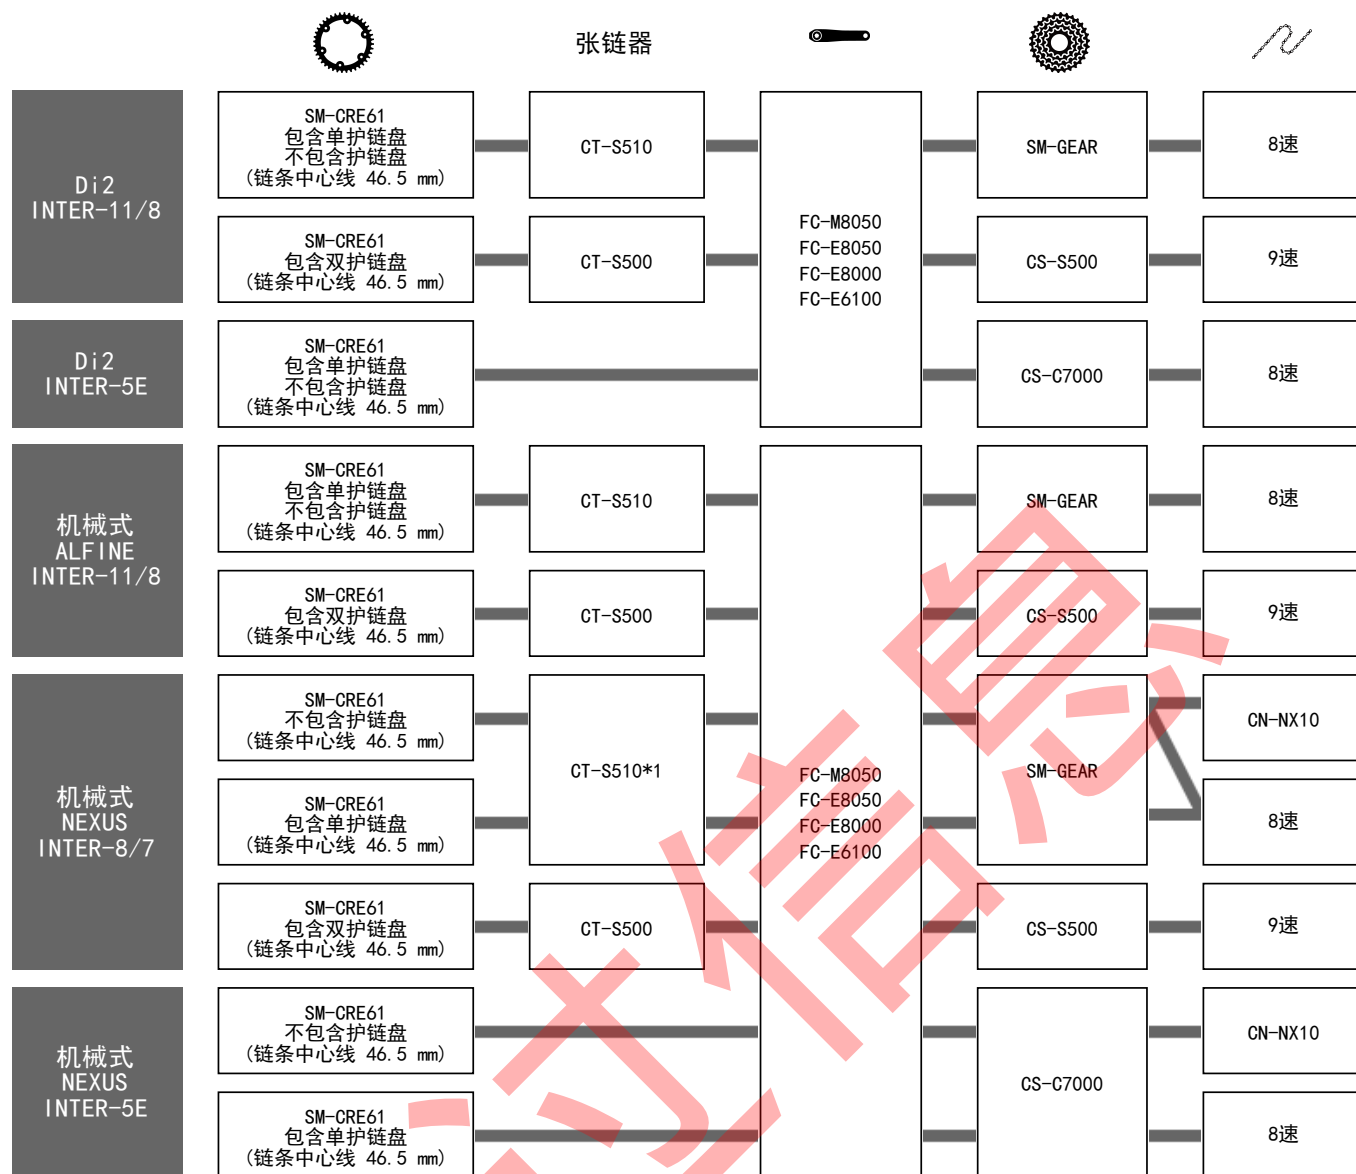 张链器
Di2
INTER-11/8
SM-CRE61
包含单护链盘
不包含护链盘
(链条中心线 46.5 mm)
CT-S510
FC-M8050
FC-E8050
FC-E8000
FC-E6100
SM-GEAR
8速
SM-CRE61
包含双护链盘
(链条中心线 46.5 mm)
CT-S500
CS-S500
9速
Di2
INTER-5E
SM-CRE61
包含单护链盘
不包含护链盘
(链条中心线 46.5 mm)
CS-C7000
8速
机械式
ALFINE
INTER-11/8
SM-CRE61
包含单护链盘
不包含护链盘
(链条中心线 46.5 mm)
CT-S510
SM-GEAR
8速
SM-CRE61
包含双护链盘
(链条中心线 46.5 mm)
CT-S500
CS-S500
9速
机械式
NEXUS
INTER-8/7
SM-CRE61
不包含护链盘
(链条中心线 46.5 mm)
CT-S510*1
FC-M8050
FC-E8050
FC-E8000
FC-E6100
SM-GEAR
CN-NX10
SM-CRE61
包含单护链盘
(链条中心线 46.5 mm)
8速
SM-CRE61
包含双护链盘
(链条中心线 46.5 mm)
CT-S500
CS-S500
9速
机械式
NEXUS
INTER-5E
SM-CRE61
不包含护链盘
(链条中心线 46.5 mm)
CS-C7000
CN-NX10
SM-CRE61
包含单护链盘
(链条中心线 46.5 mm)
8速
信息